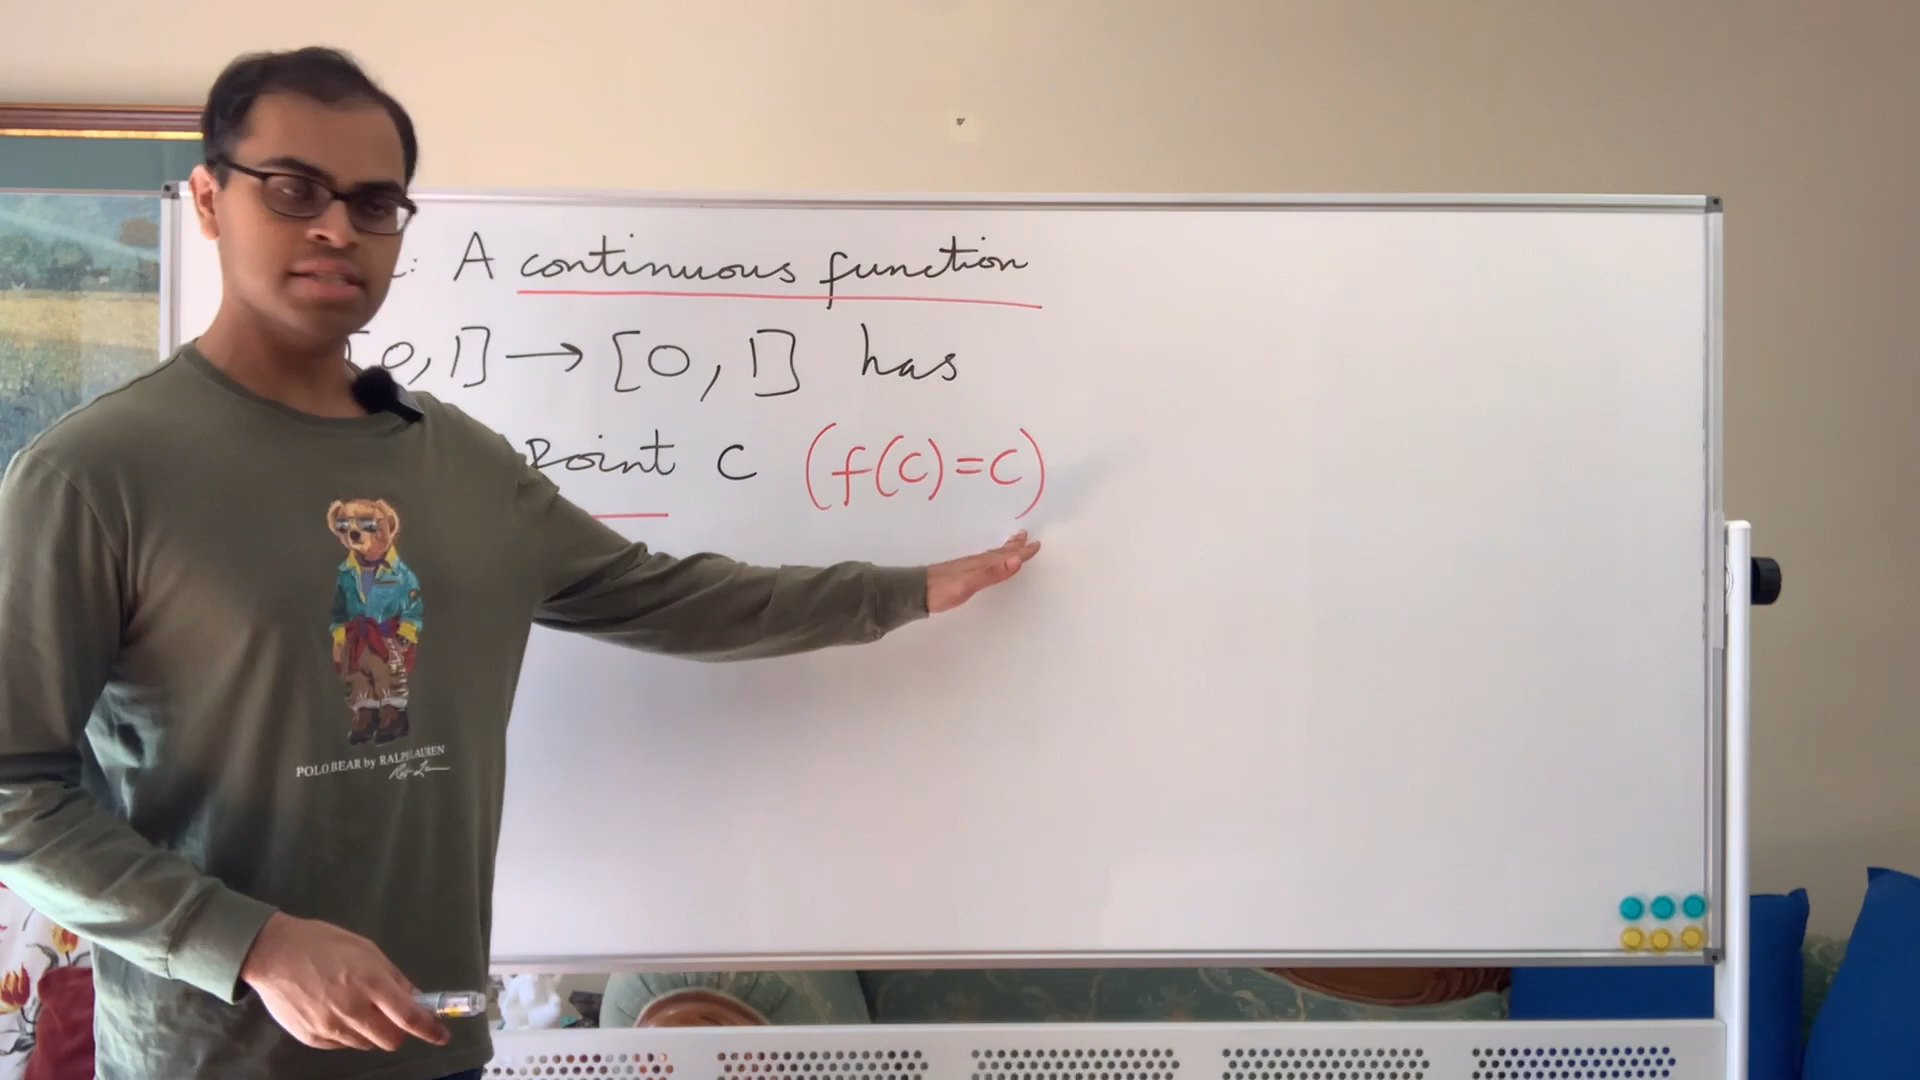 : A continuous function
0,1] → [0,1] has
Point C (f(c)=c)
POLO BEAR by RALPH LAUREN